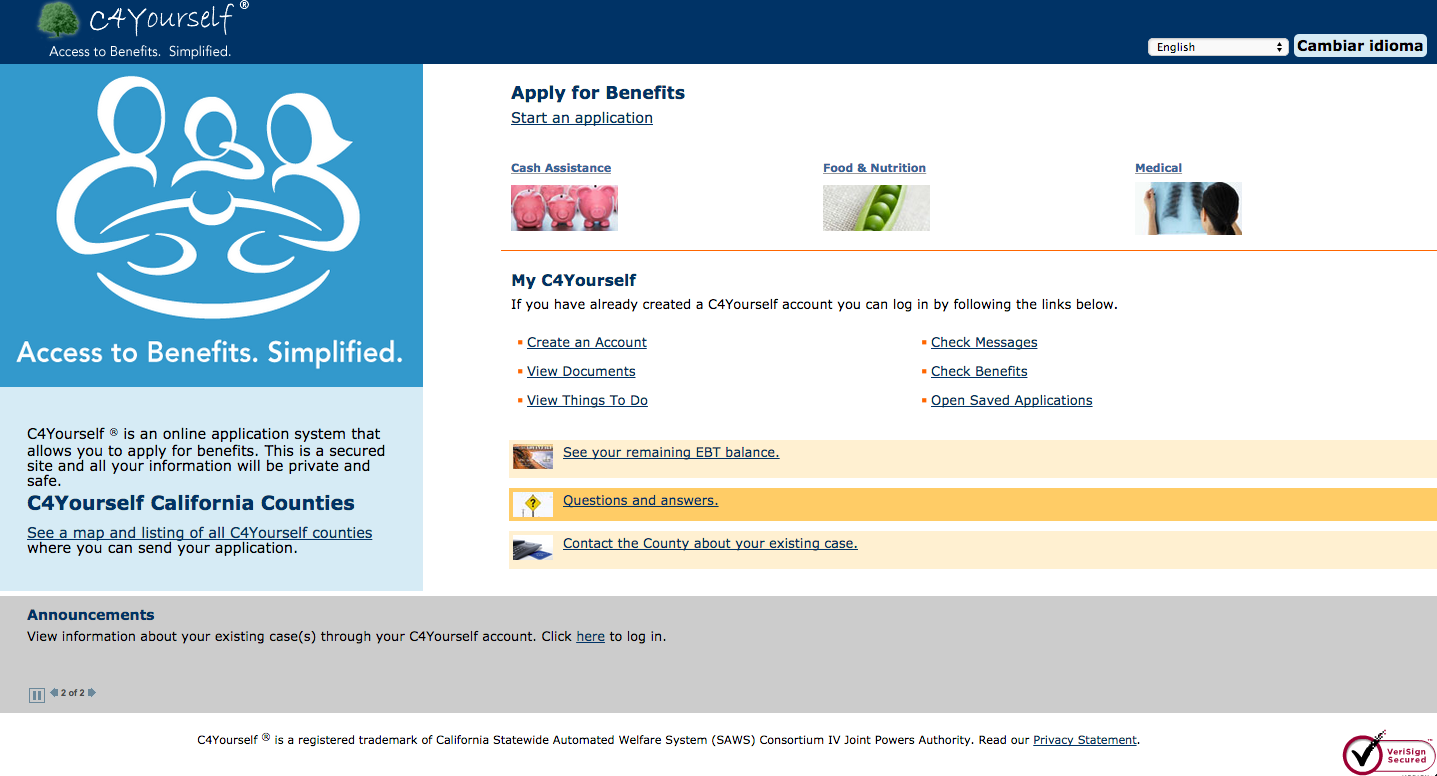 C4Yourself ®
Access to Benefits. Simplified.
English
Cambiar idioma
Access to Benefits. Simplified.
C4Yourself ® is an online application system that
allows you to apply for benefits. This is a secured
site and all your information will be private and
safe.
C4Yourself California Counties
See a map and listing of all C4Yourself counties
where you can send your application.
Apply for Benefits
Start an application
Cash Assistance
Food & Nutrition
Medical
My C4Yourself
If you have already created a C4Yourself account you can log in by following the links below.
Create an Account
Check Messages
View Documents
Check Benefits
View Things To Do
Open Saved Applications
See your remaining EBT balance.
?
Questions and answers.
Contact the County about your existing case.
Announcements
View information about your existing case(s) through your C4Yourself account. Click here to log in.
2 of 2
C4Yourself ® is a registered trademark of California Statewide Automated Welfare System (SAWS) Consortium IV Joint Powers Authority. Read our Privacy Statement.
VeriSign
Secured